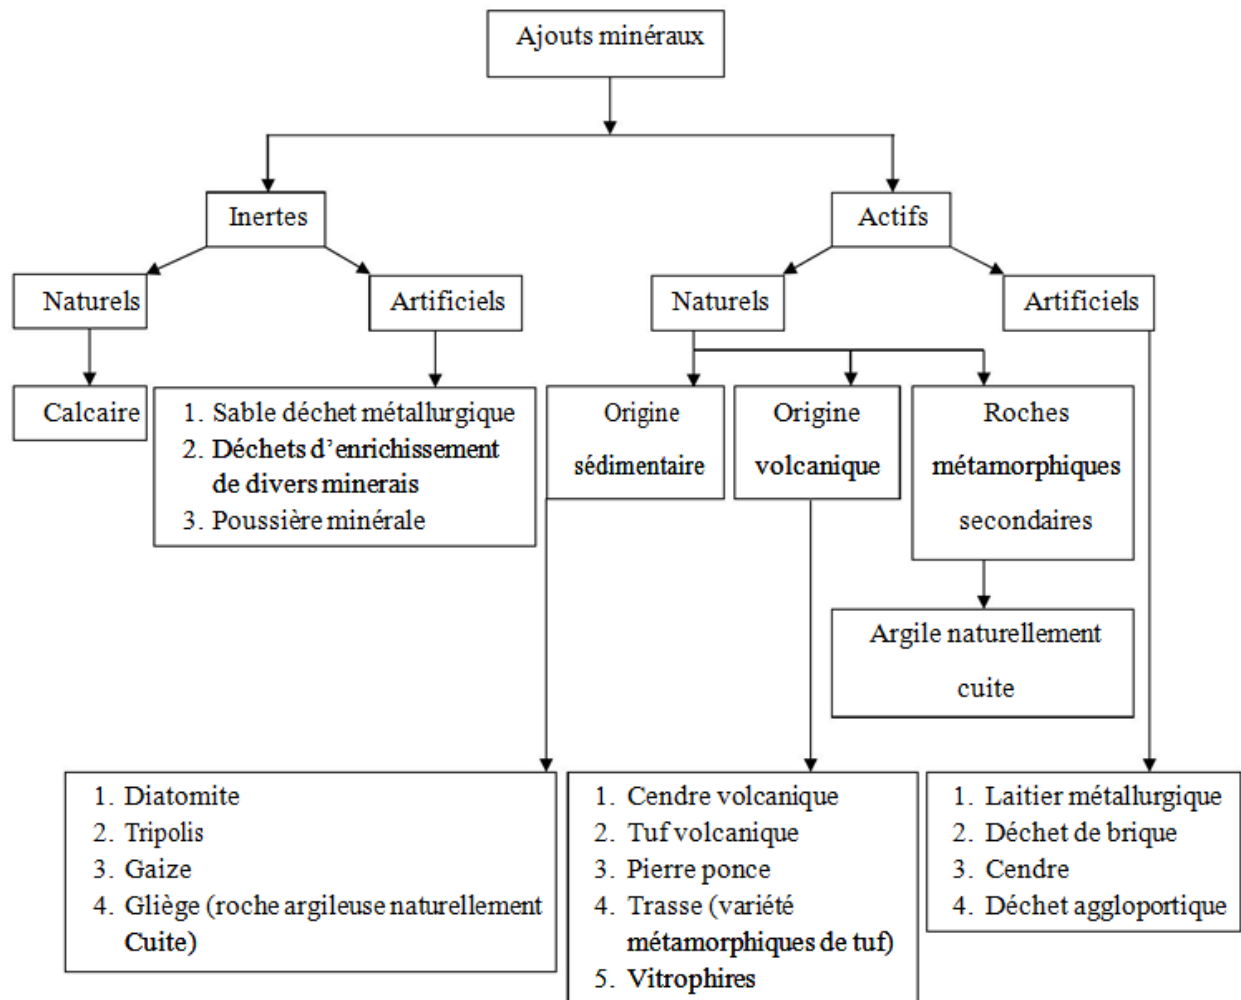 Ajouts minéraux
Inertes
Actifs
Naturels
Artificiels
Naturels
Artificiels
Calcaire
1. Sable déchet métallurgique
2. Déchets d'enrichissement
de divers minerais
3. Poussière minérale
Origine
sédimentaire
Origine
volcanique
Roches
métamorphiques
secondaires
Argile naturellement
cuite
1. Diatomite
2. Tripolis
3. Gaize
4. Gliège (roche argileuse naturellement
Cuite)
1. Cendre volcanique
2. Tuf volcanique
3. Pierre ponce
4. Trasse (variété
métamorphiques de tuf)
5. Vitrophires
1. Laitier métallurgique
2. Déchet de brique
3. Cendre
4. Déchet aggloportique